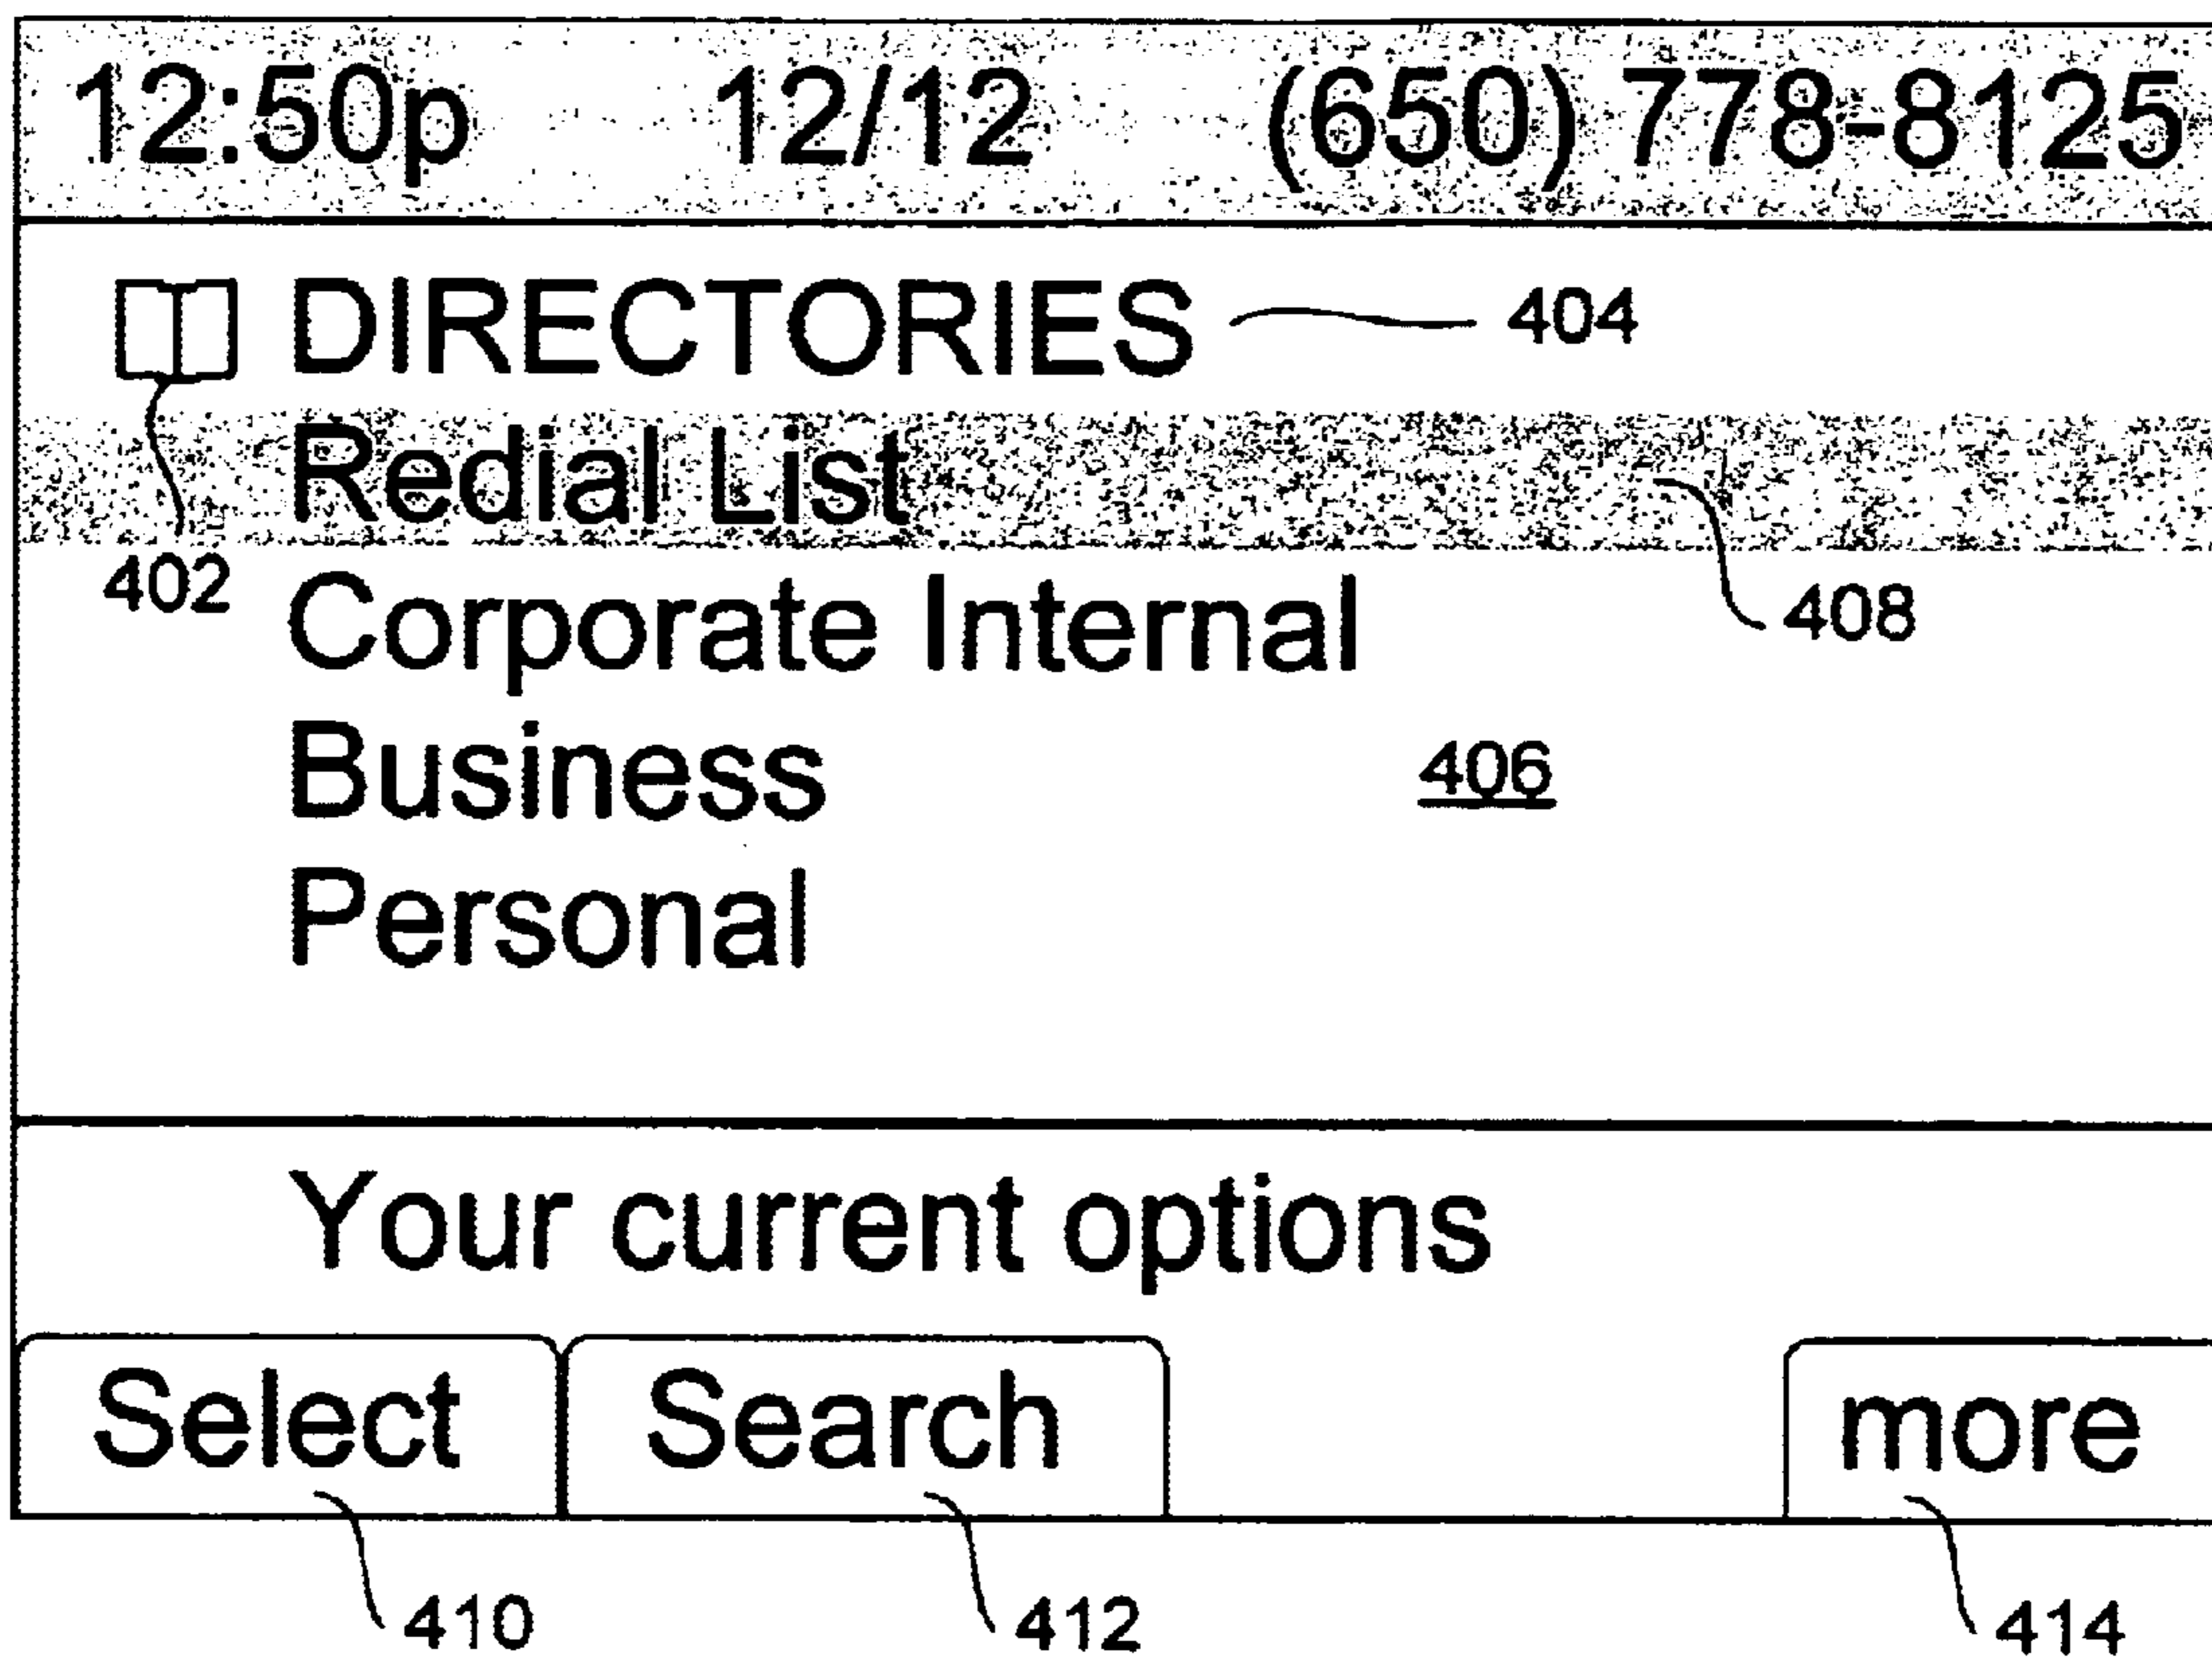 12:50p 12/12 (650) 778-8125
DIRECTORIES 404
Redial List
402 Corporate Internal 408
Business 406
Personal
Your current options
Select Search more
410 412 414